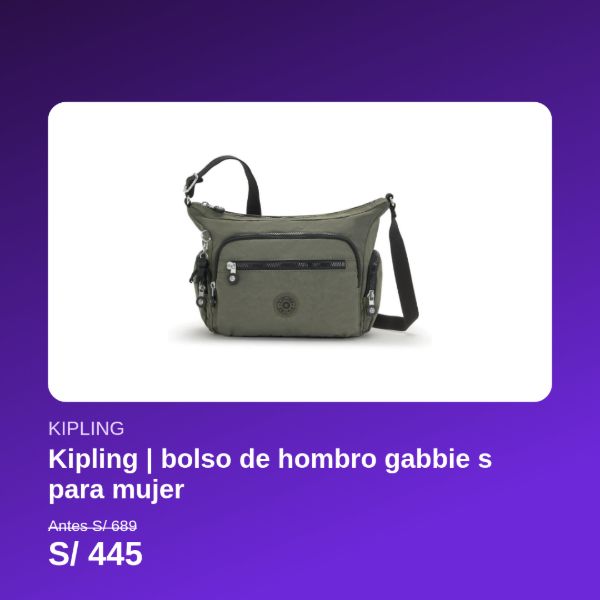 KIPLING
Kipling | bolso de hombro gabbie s
para mujer
Antes S/ 689
S/ 445